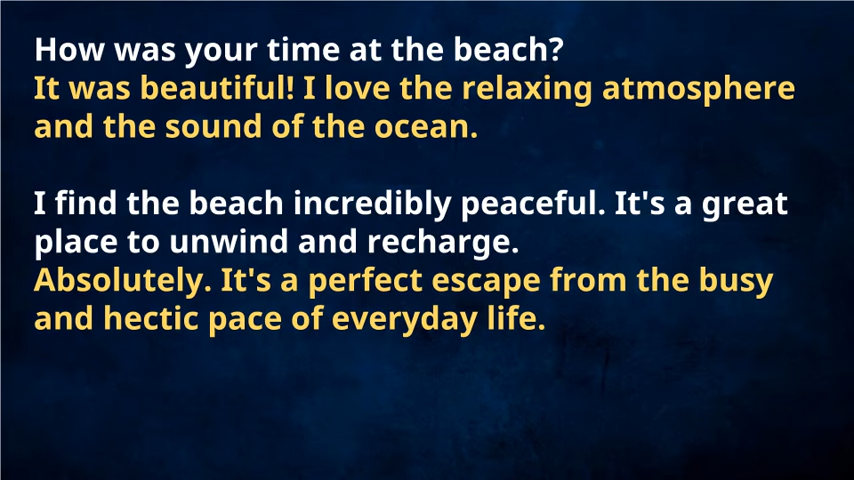 How was your time at the beach?
It was beautiful! I love the relaxing atmosphere
and the sound of the ocean.
I find the beach incredibly peaceful. It's a great
place to unwind and recharge.
Absolutely. It's a perfect escape from the busy
and hectic pace of everyday life.